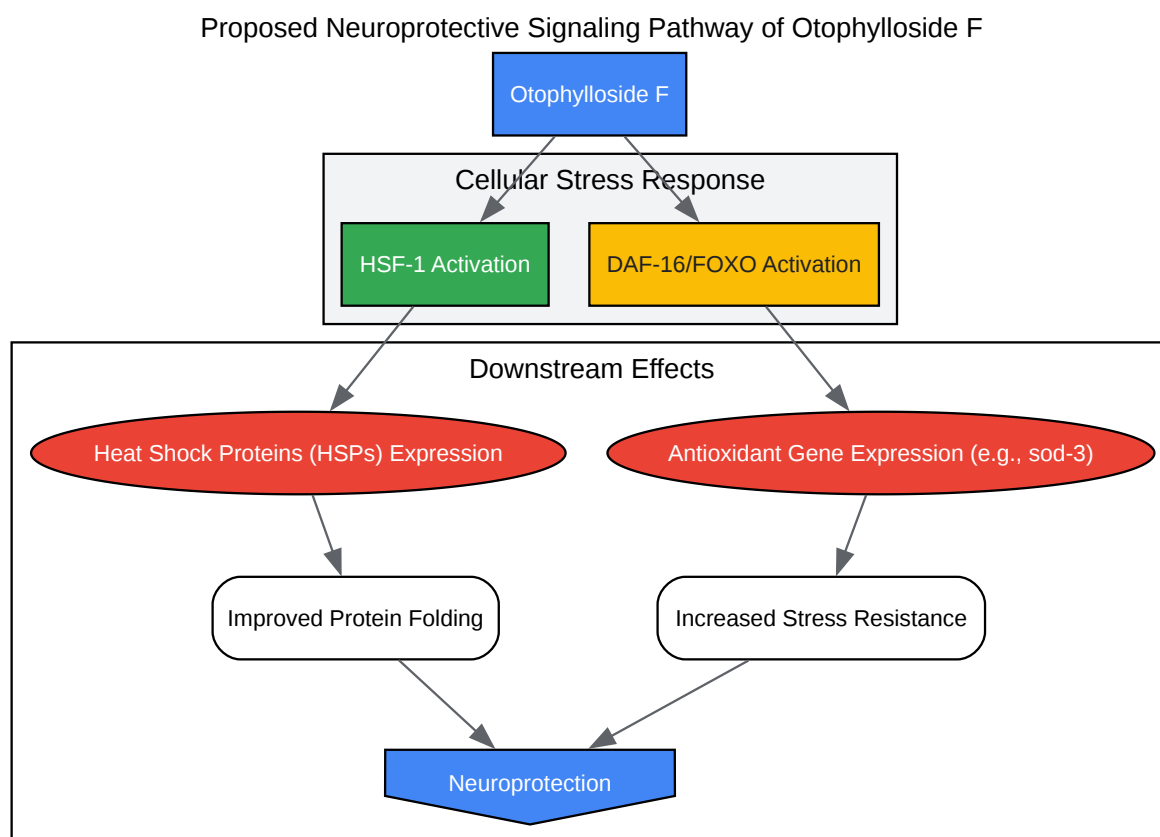 Proposed Neuroprotective Signaling Pathway of Otophylloside F
Otophylloside F
Cellular Stress Response
HSF-1 Activation
DAF-16/FOXO Activation
Downstream Effects
Heat Shock Proteins (HSPs) Expression
Antioxidant Gene Expression (e.g., sod-3)
Improved Protein Folding
Increased Stress Resistance
Neuroprotection